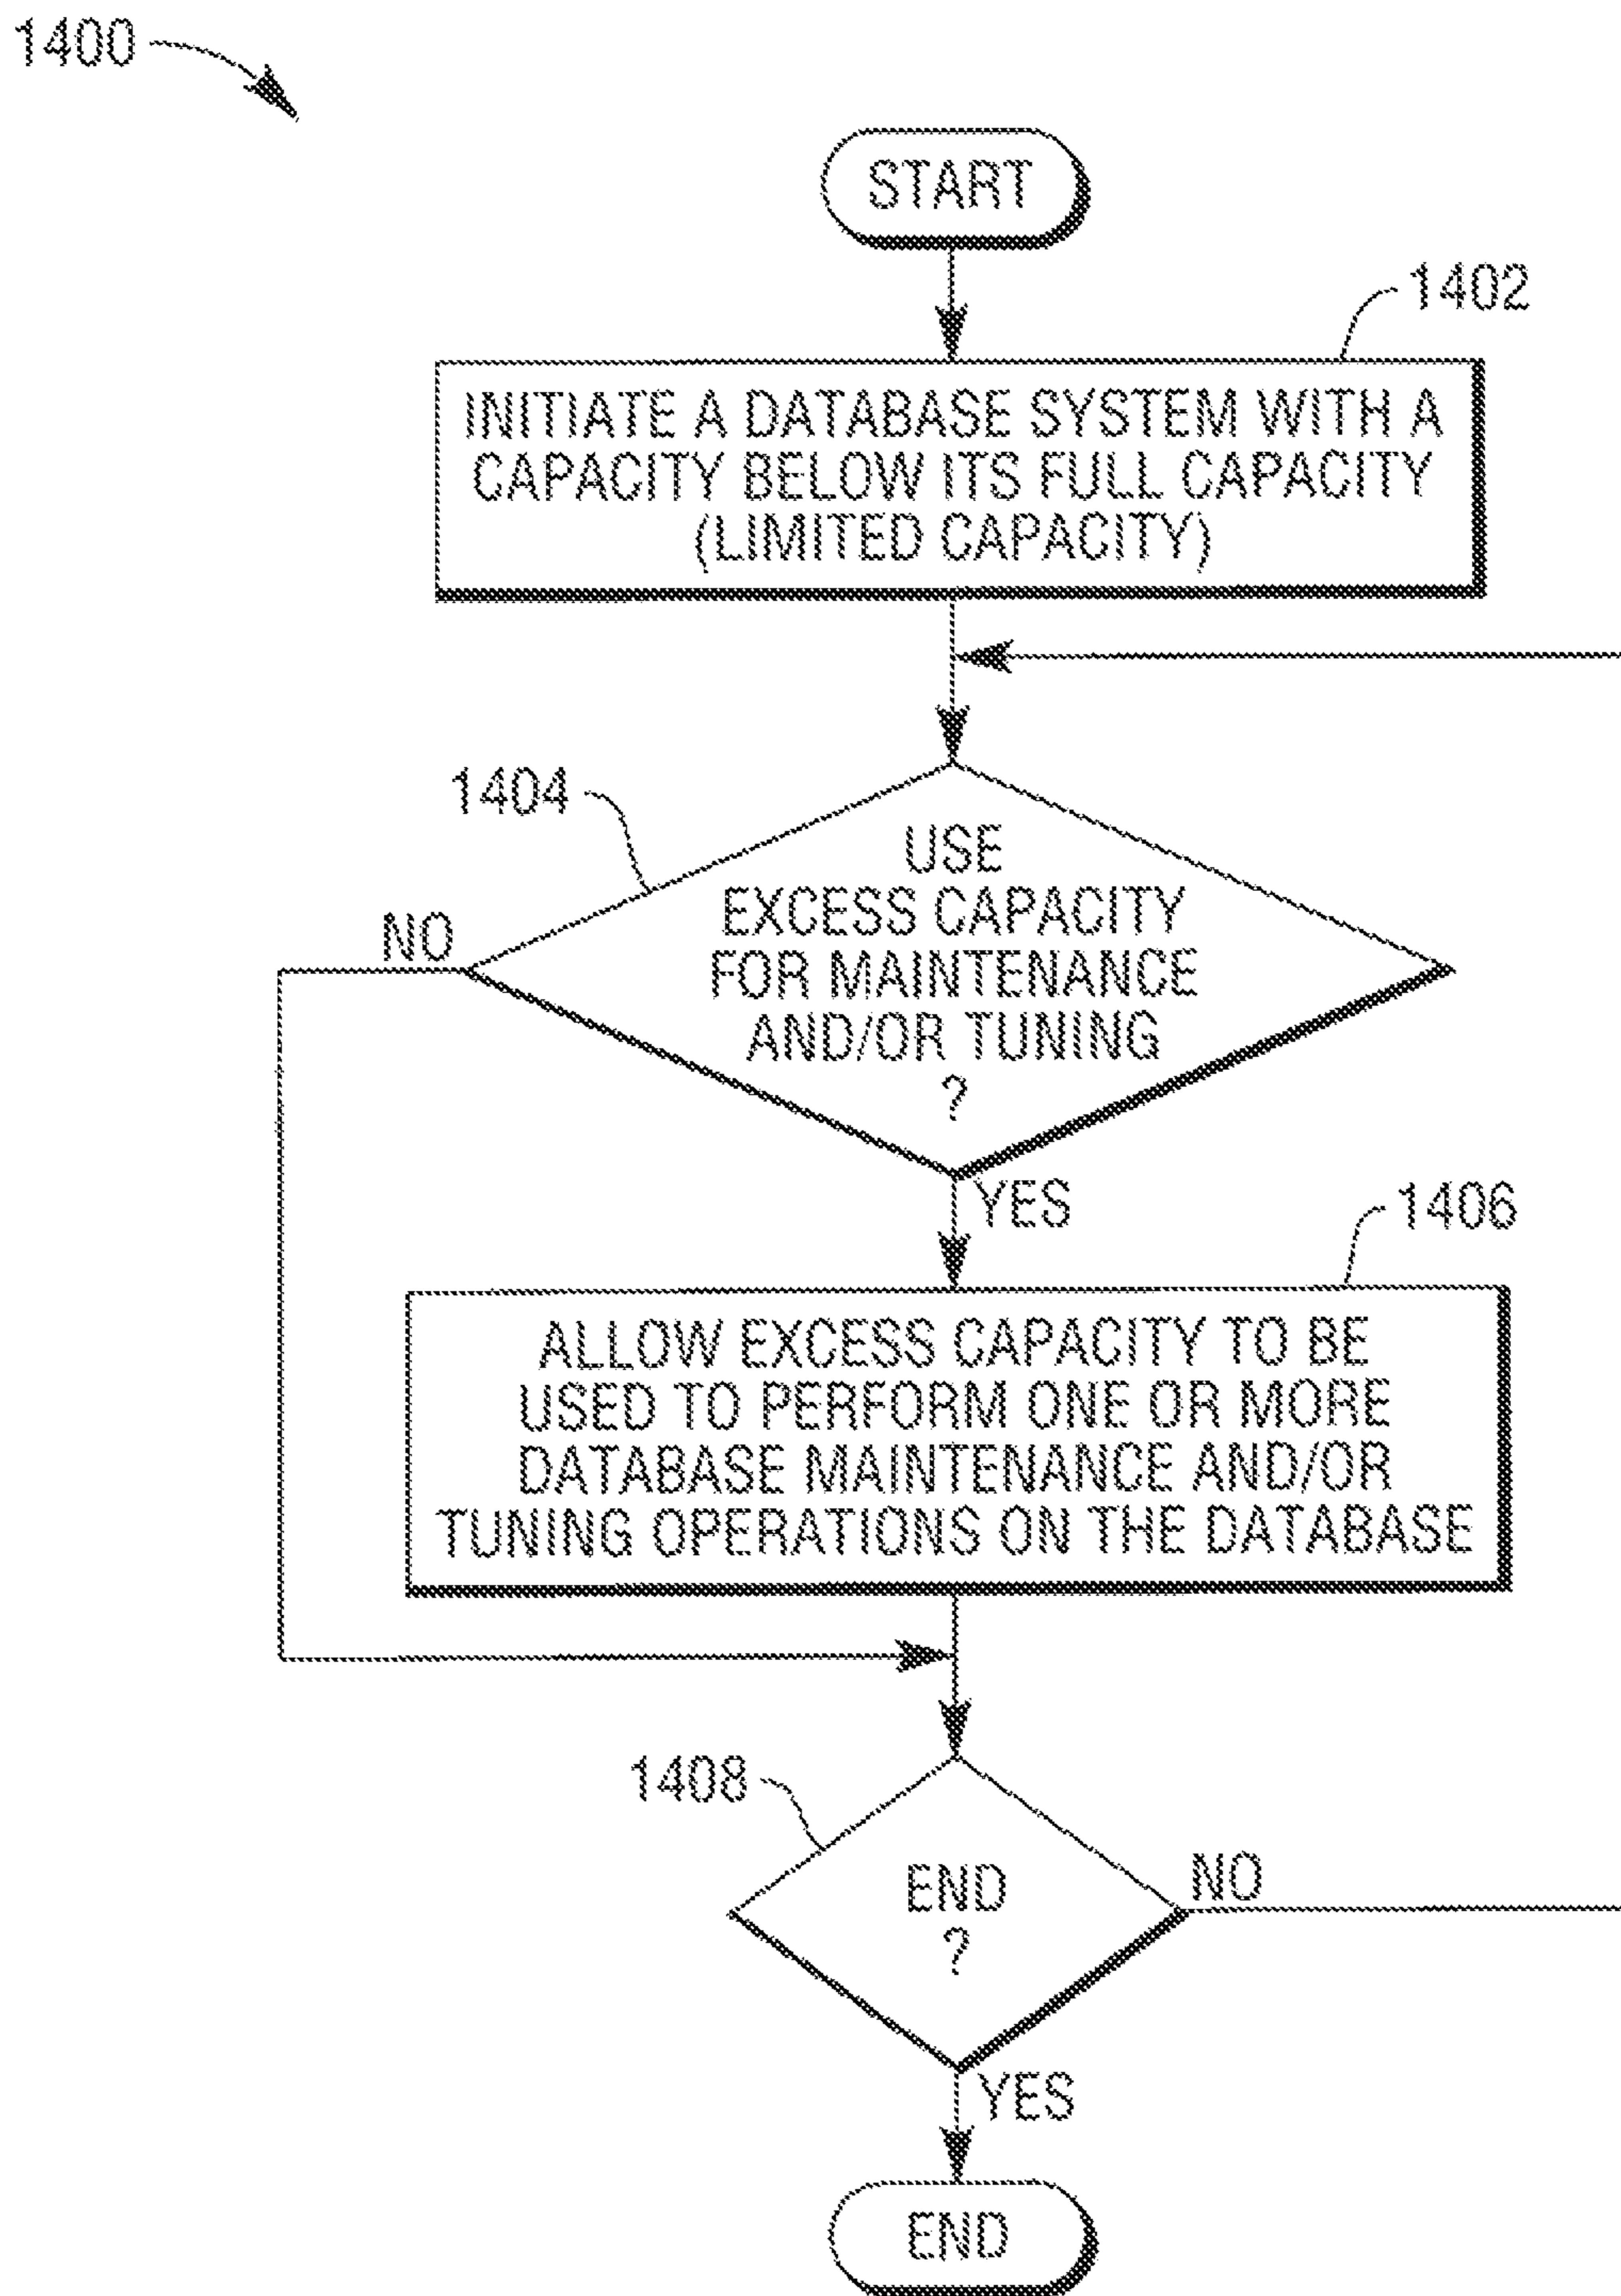 1400
START
1402
INITIATE A DATABASE SYSTEM WITH A
CAPACITY BELOW ITS FULL CAPACITY
(LIMITED CAPACITY)
1404
USE
EXCESS CAPACITY
FOR MAINTENANCE
AND/OR TUNING
?
NO
YES
1406
ALLOW EXCESS CAPACITY TO BE
USED TO PERFORM ONE OR MORE
DATABASE MAINTENANCE AND/OR
TUNING OPERATIONS ON THE DATABASE
1408
END
?
NO
YES
END